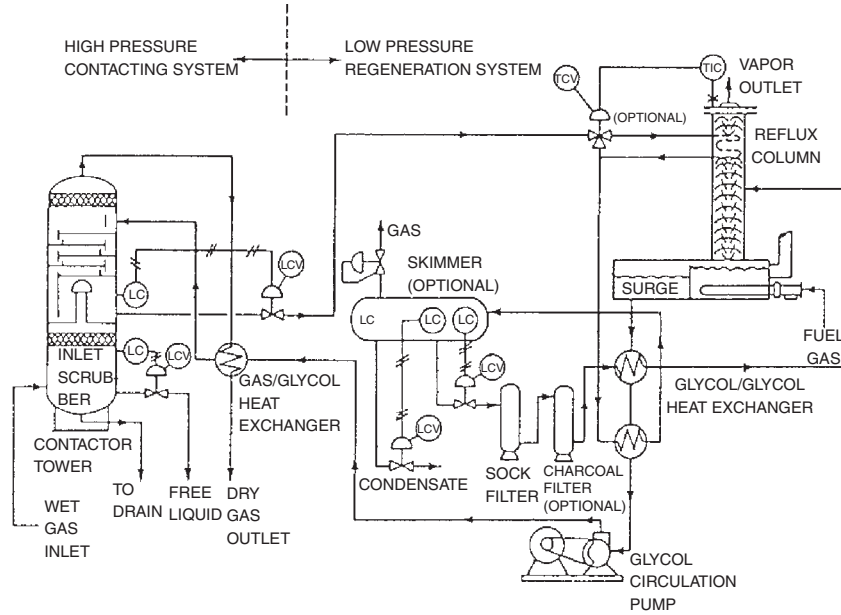 HIGH PRESSURE
CONTACTING SYSTEM
LOW PRESSURE
REGENERATION SYSTEM
TCV
TIC
VAPOR
OUTLET
(OPTIONAL)
REFLUX
COLUMN
GAS
SKIMMER
(OPTIONAL)
LCV
LC
SURGE
LC
LC
LC
FUEL
GAS
LC
LCV
INLET
SCRUB
BER
GAS/GLYCOL
HEAT
EXCHANGER
LCV
GLYCOL/GLYCOL
HEAT EXCHANGER
LCV
CONTACTOR
TOWER
CONDENSATE
SOCK
FILTER
CHARCOAL
FILTER
(OPTIONAL)
TO
DRAIN
FREE
LIQUID
DRY
GAS
OUTLET
WET
GAS
INLET
GLYCOL
CIRCULATION
PUMP